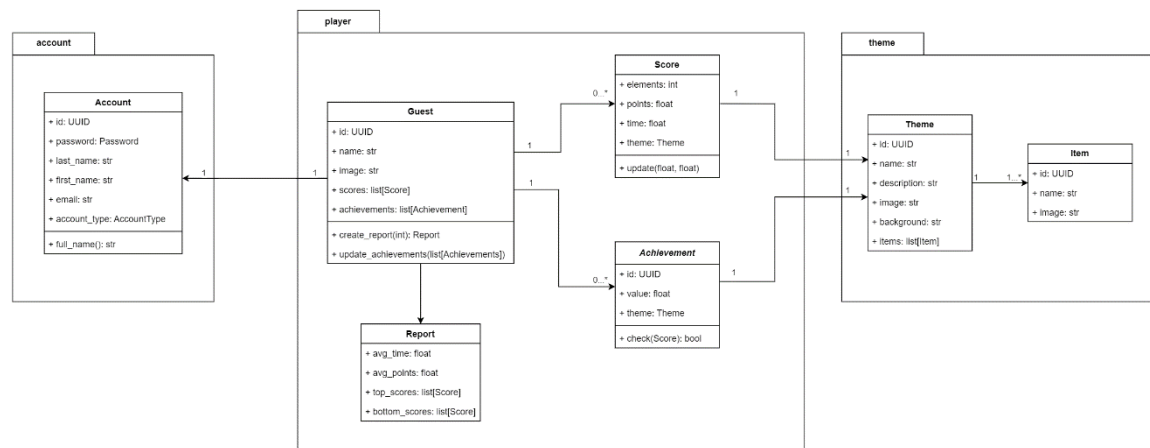 account
Account
+ id: UUID
+ password: Password
+ last_name: str
+ first_name: str
+ email: str
+ account_type: AccountType
+ full_name(): str
1
1
player
Guest
+ id: UUID
+ name: str
+ image: str
+ scores: list[Score]
+ achievements: list[Achievement]
+ create_report(int): Report
+ update_achievements(list[Achievements])
1
0...*
1
0...*
Report
+ avg_time: float
+ avg_points: float
+ top_scores: list[Score]
+ bottom_scores: list[Score]
Score
+ elements: int
+ points: float
+ time: float
+ theme: Theme
+ update(float, float)
1
1
Achievement
+ id: UUID
+ value: float
+ theme: Theme
+ check(Score): bool
1
1
theme
Theme
+ id: UUID
+ name: str
+ description: str
+ image: str
+ background: str
+ items: list[Item]
1
1...*
Item
+ id: UUID
+ name: str
+ image: str